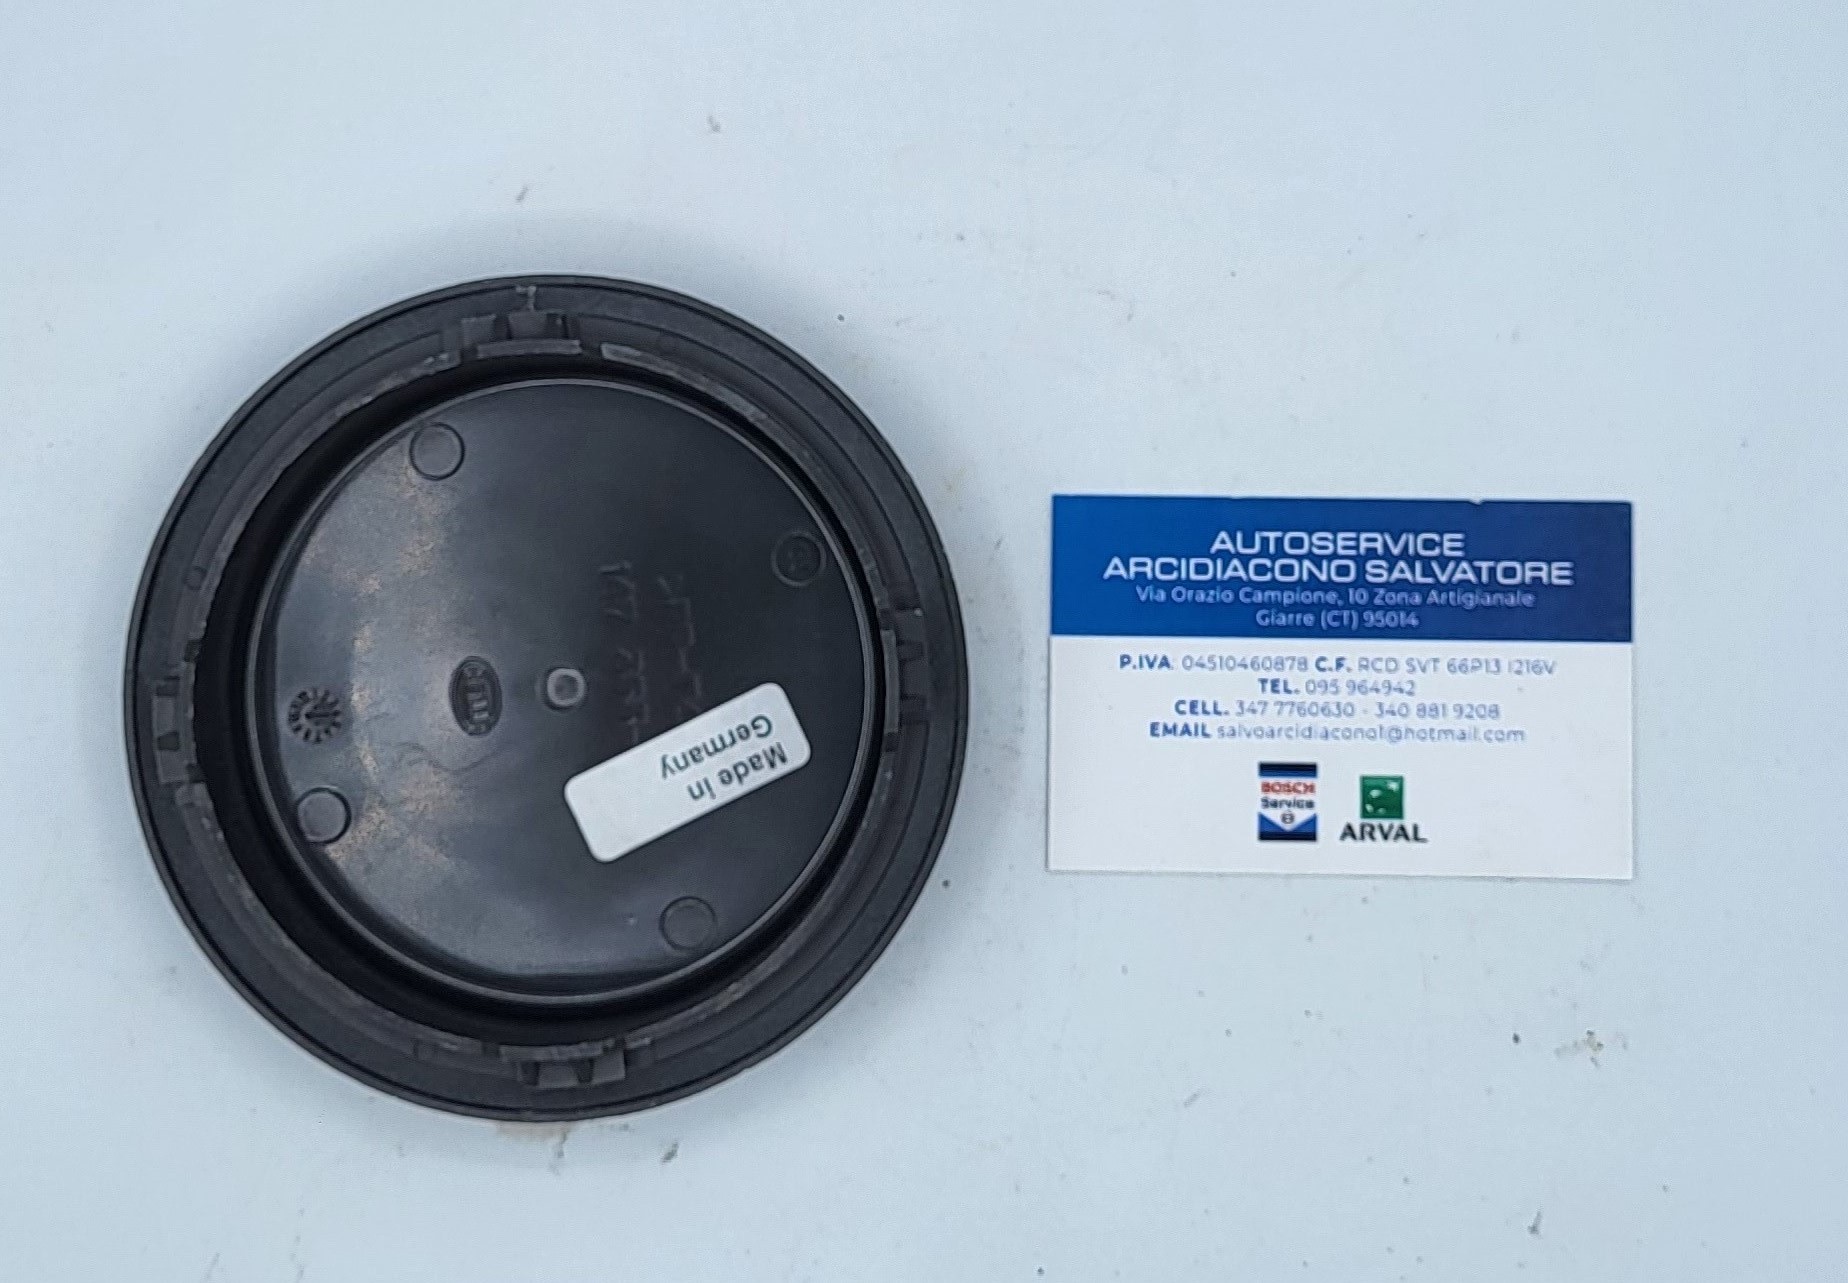 Made in
Germany
AUTOSERVICE
ARCIDIACONO SALVATORE
Via Orazio Campione, 10 Zona Artigianale
Giarre (CT) 95014
P.IVA. 04510460878 C.F. RCD SVT 66P13 I216V
TEL. 095 964942
CELL. 347 7760630 - 340 881 9208
EMAIL salvoarcidiacono1@hotmail.com
BOSCH
Service
ARVAL